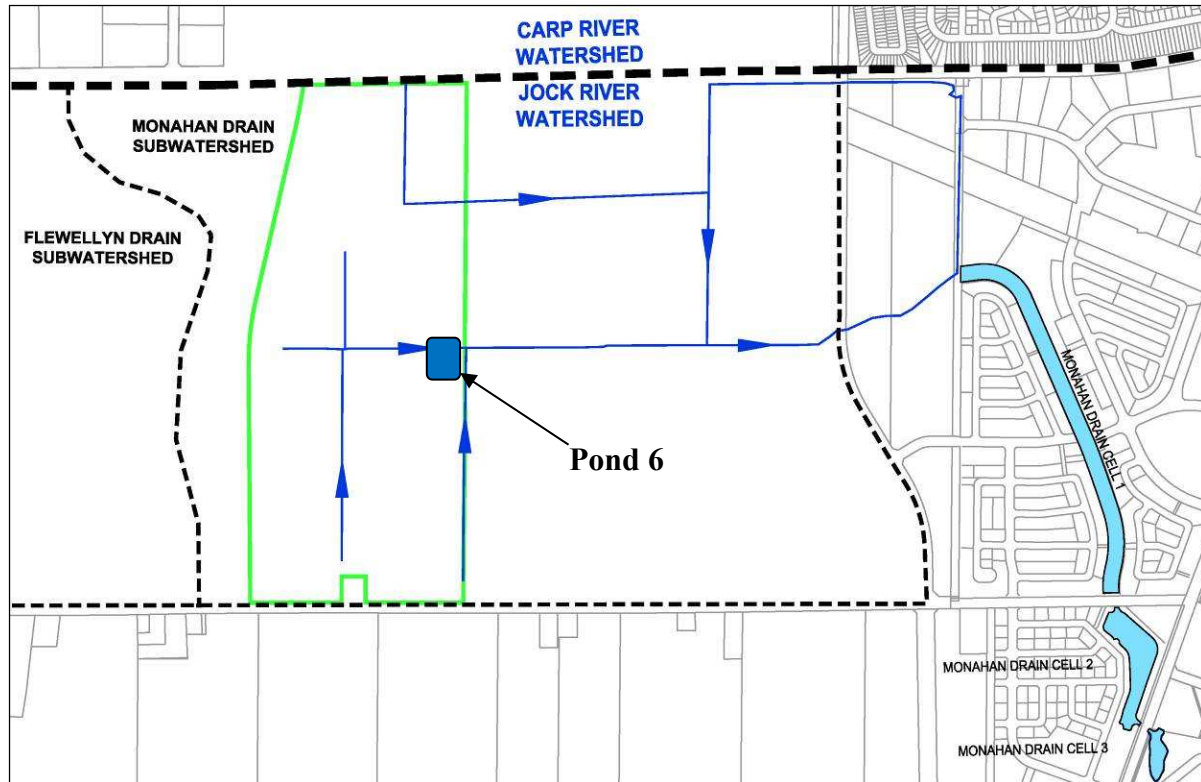 CARP RIVER
WATERSHED
JOCK RIVER
WATERSHED
MONAHAN DRAIN
SUBWATERSHED
FLEWELLYN DRAIN
SUBWATERSHED
MONAHAN DRAIN CELL 1
Pond 6
MONAHAN DRAIN CELL 2
MONAHAN DRAIN CELL 3